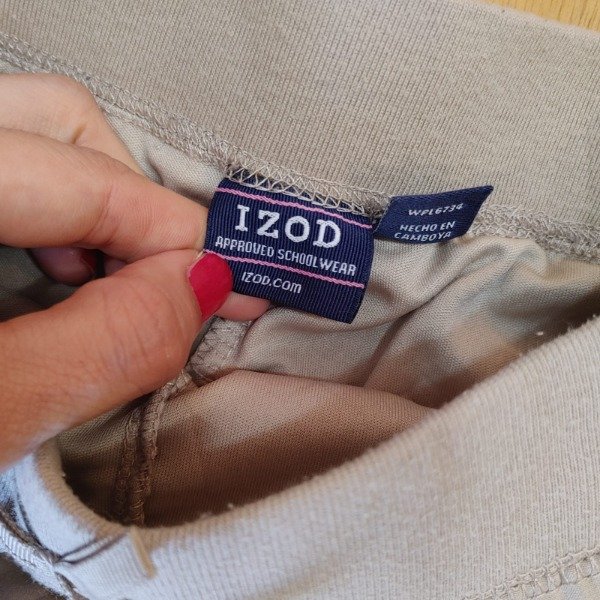 IZOD
APPROVED SCHOOLWEAR
IZOD.com
WPL6734
HECHO EN
CAMBOYA